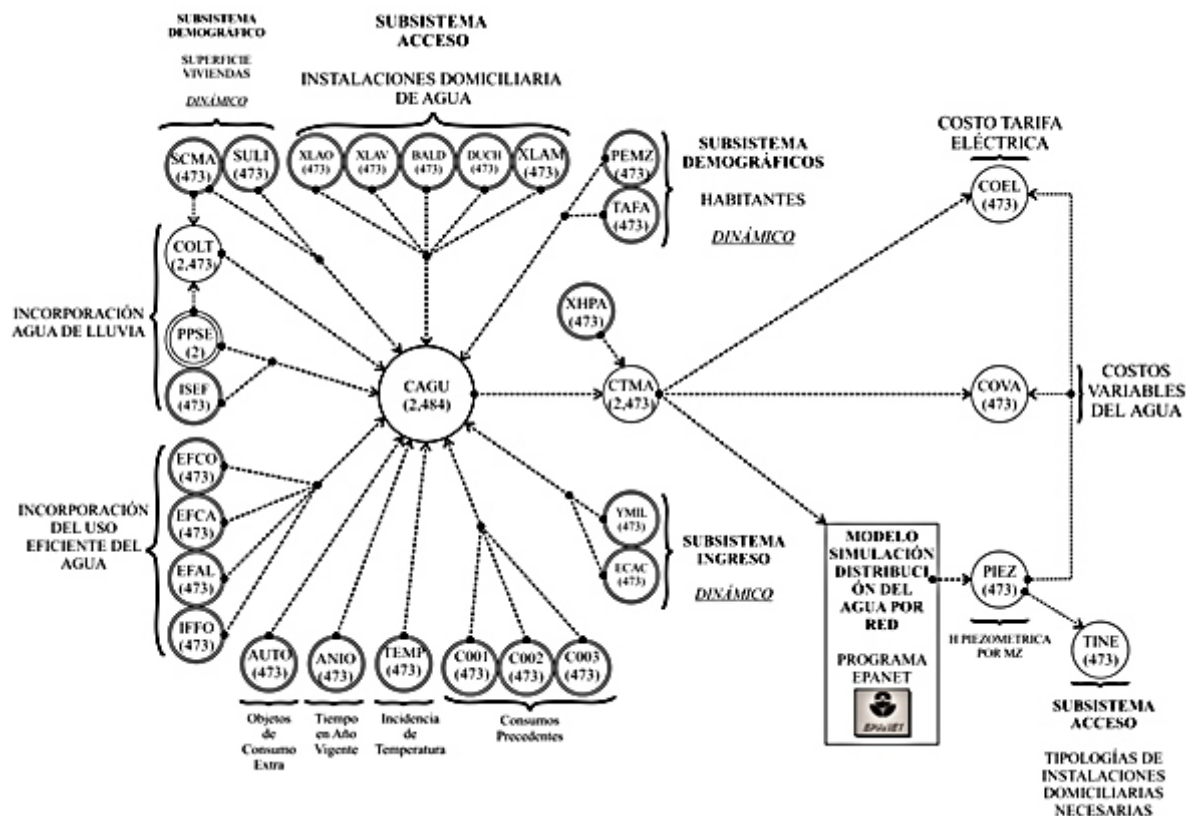 SUBSISTEMA
DEMOGRÁFICO
SUPERFICIE
VIVIENDAS
DINÁMICO
SUBSISTEMA
ACCESO
INSTALACIONES DOMICILIARIA
DE AGUA
SCMA
(473)
SULI
(473)
XLAO
(473)
XLAV
(473)
BALD
(473)
DUCH
(473)
XLAM
(473)
PEMZ
(473)
TAFA
(473)
SUBSISTEMA
DEMOGRÁFICOS
HABITANTES
DINÁMICO
COSTO TARIFA
ELÉCTRICA
COEL
(473)
INCORPORACIÓN
AGUA DE LLUVIA
COLT
(2,473)
PPSE
(2)
ISEF
(473)
XHPA
(473)
CAGU
(2,484)
CTMA
(2,473)
COVA
(473)
COSTOS
VARIABLES
DEL AGUA
INCORPORACIÓN
DEL USO
EFICIENTE DEL
AGUA
EFCO
(473)
EFCA
(473)
EFAL
(473)
IFFO
(473)
YMIL
(473)
ECAC
(473)
SUBSISTEMA
INGRESO
DINÁMICO
MODELO
SIMULACIÓN
DISTRIBUCI
ÓN DEL
AGUA POR
RED
PROGRAMA
EPANET
EPANET
PIEZ
(473)
H PIEZOMETRICA
POR MZ
TINE
(473)
SUBSISTEMA
ACCESO
TIPOLOGÍAS DE
INSTALACIONES
DOMICILIARIAS
NECESARIAS
AUTO
(473)
ANIO
(473)
TEMP
(473)
C001
(473)
C002
(473)
C003
(473)
Objetos
de
Consumo
Extra
Tiempo
en Año
Vigente
Incidencia
de
Temperatura
Consumos
Precedentes